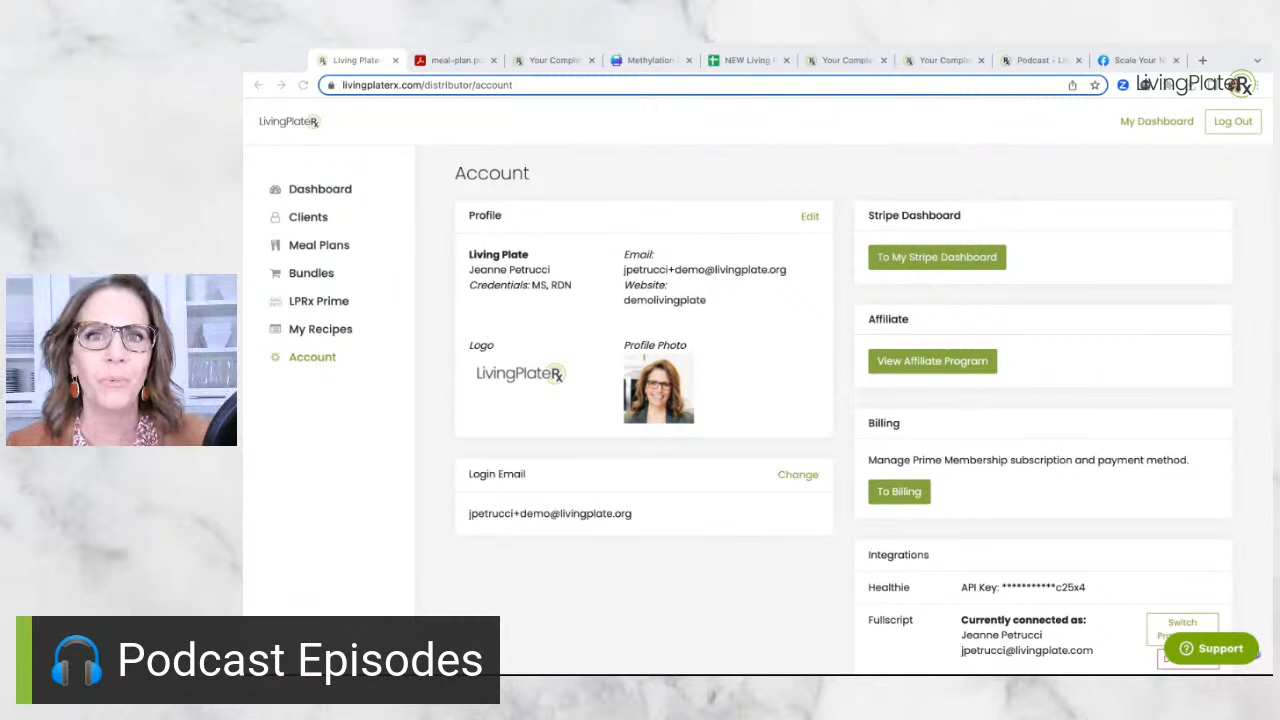 Living Plate
meal-plan.p
Your Comple
Methylation
NEW Living P
Your Comple
Your Comple
Podcast - Li
Scale Your N
livingplaterx.com/distributor/account
LivingPlateRx
LivingPlateRx
My Dashboard
Log Out
Dashboard
Clients
Meal Plans
Bundles
LPRx Prime
My Recipes
Account
Account
Profile
Edit
Living Plate
Jeanne Petrucci
Credentials: MS, RDN
Email:
jpetrucci+demo@livingplate.org
Website:
demolivingplate
Logo
LivingPlateRx
Profile Photo
Login Email
Change
jpetrucci+demo@livingplate.org
Stripe Dashboard
To My Stripe Dashboard
Affiliate
View Affiliate Program
Billing
Manage Prime Membership subscription and payment method.
To Billing
Integrations
Healthie
API Key: ***********c25x4
Fullscript
Currently connected as:
Jeanne Petrucci
jpetrucci@livingplate.com
Switch
Support
Podcast Episodes